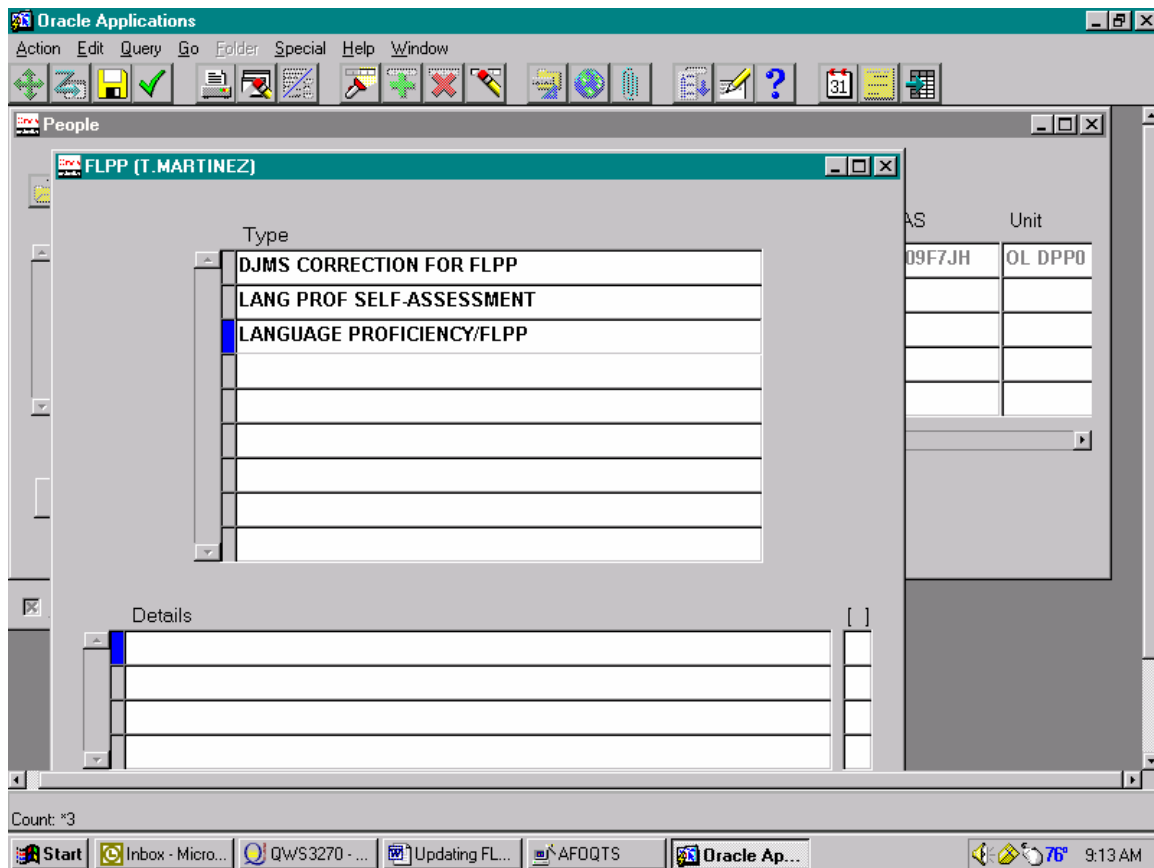 Oracle Applications
Action Edit Query Go Folder Special Help Window
31
People
FLPP (T.MARTINEZ)
AS Unit
Type
DJMS CORRECTION FOR FLPP
09F7JH OL DPP0
LANG PROF SELF-ASSESSMENT
LANGUAGE PROFICIENCY/FLPP
Details [ ]
Count: *3
Start Inbox - Micro... QWS3270 - ... Updating FL... AFOQTS Oracle Ap... 76° 9:13 AM